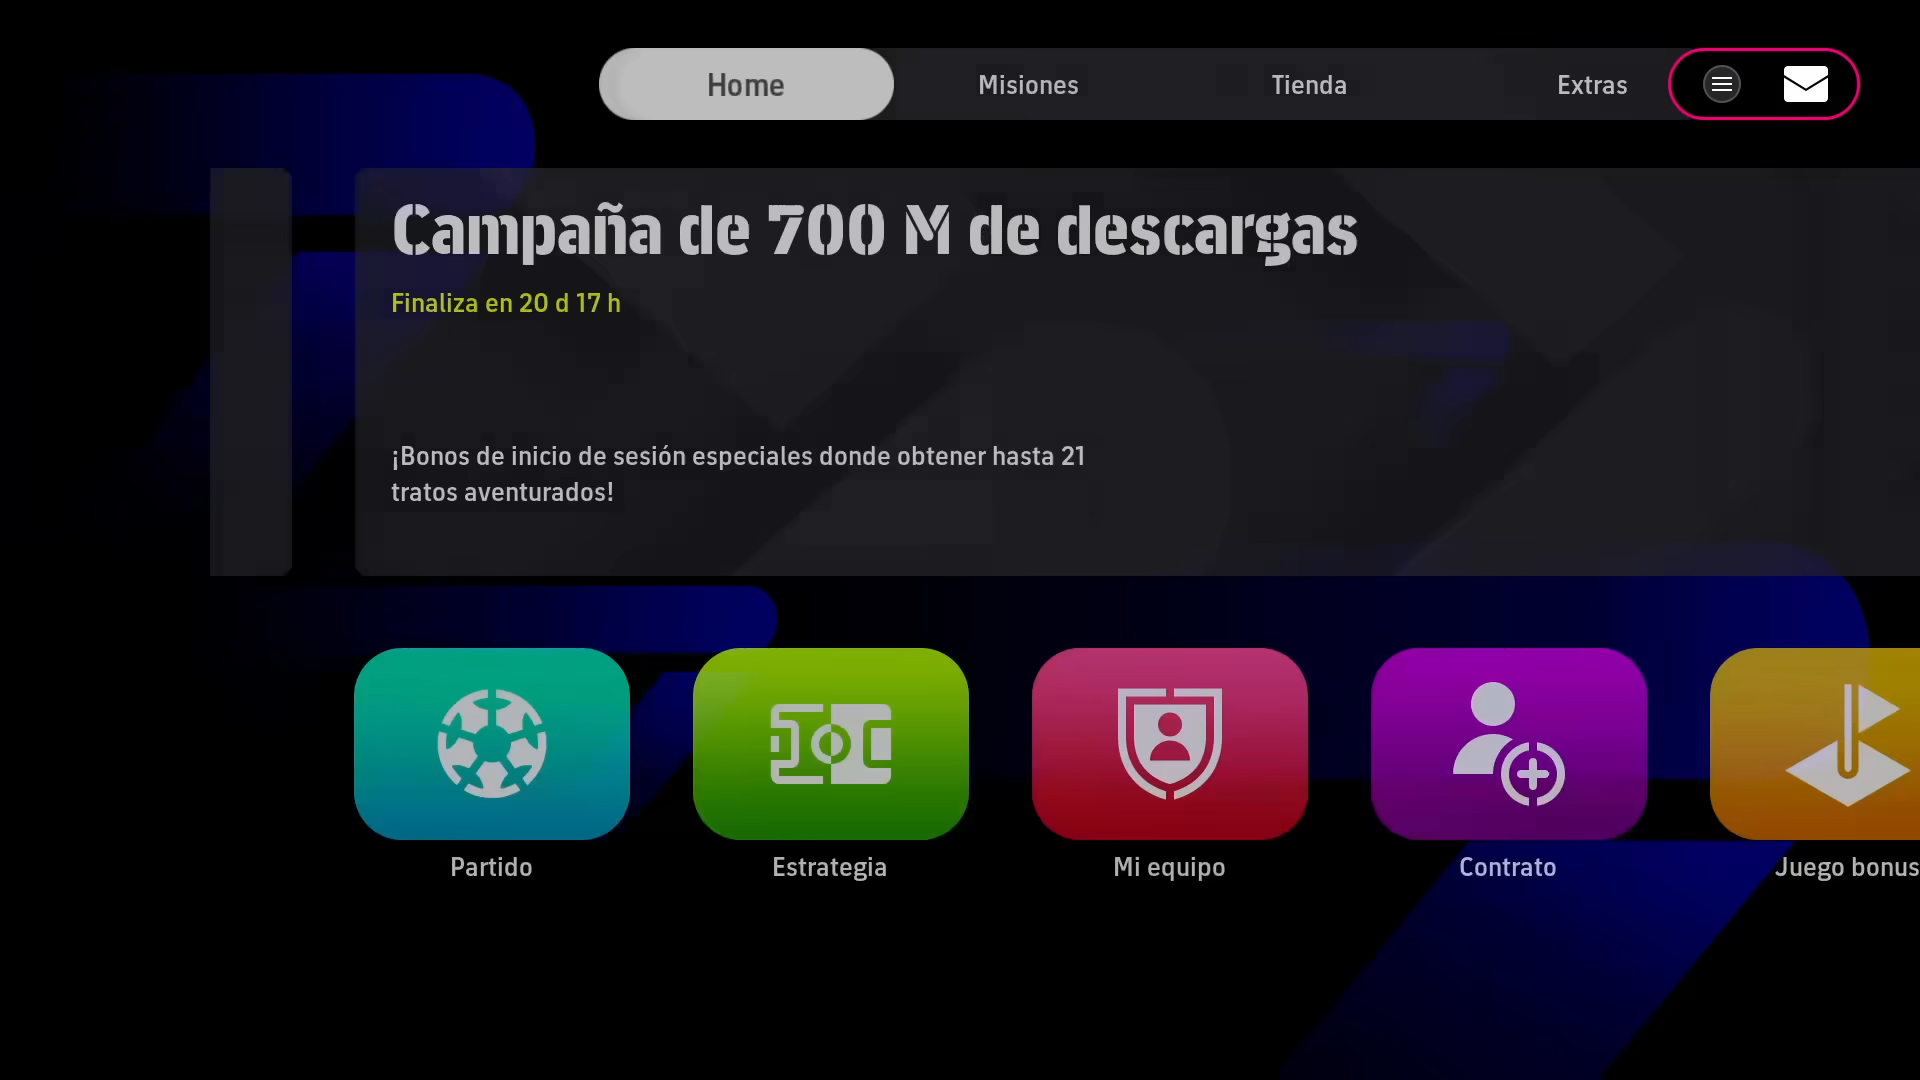 Home
Misiones
Tienda
Extras
Campaña de 700 M de descargas
Finaliza en 20 d 17 h
¡Bonos de inicio de sesión especiales donde obtener hasta 21
tratos aventurados!
Partido
Estrategia
Mi equipo
Contrato
Juego bonus